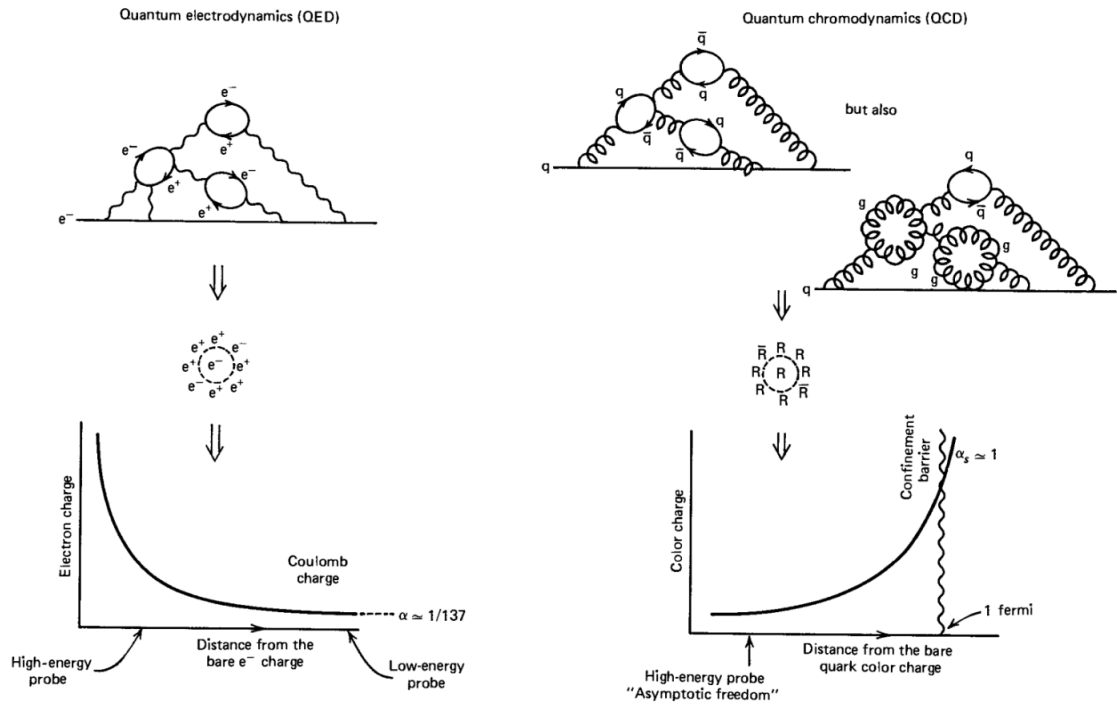 Quantum electrodynamics (QED)
e⁻
e⁻
e⁺
e⁻
e⁺
e⁺
e⁻
e⁺
e⁺ e⁺ e⁻
e⁺ e⁻ e⁺
e⁻ e⁺ e⁺
Electron charge
Coulomb
charge
α ≃ 1/137
Distance from the
bare e⁻ charge
High-energy
probe
Low-energy
probe
Quantum chromodynamics (QCD)
q̄
q
q
q̄
q
q̄
q
but also
q
q̄
g
g
g
g
q
R̄ R R
R R R
R R R̄
Color charge
Confinement
barrier
αₛ ≃ 1
1 fermi
Distance from the bare
quark color charge
High-energy probe
"Asymptotic freedom"